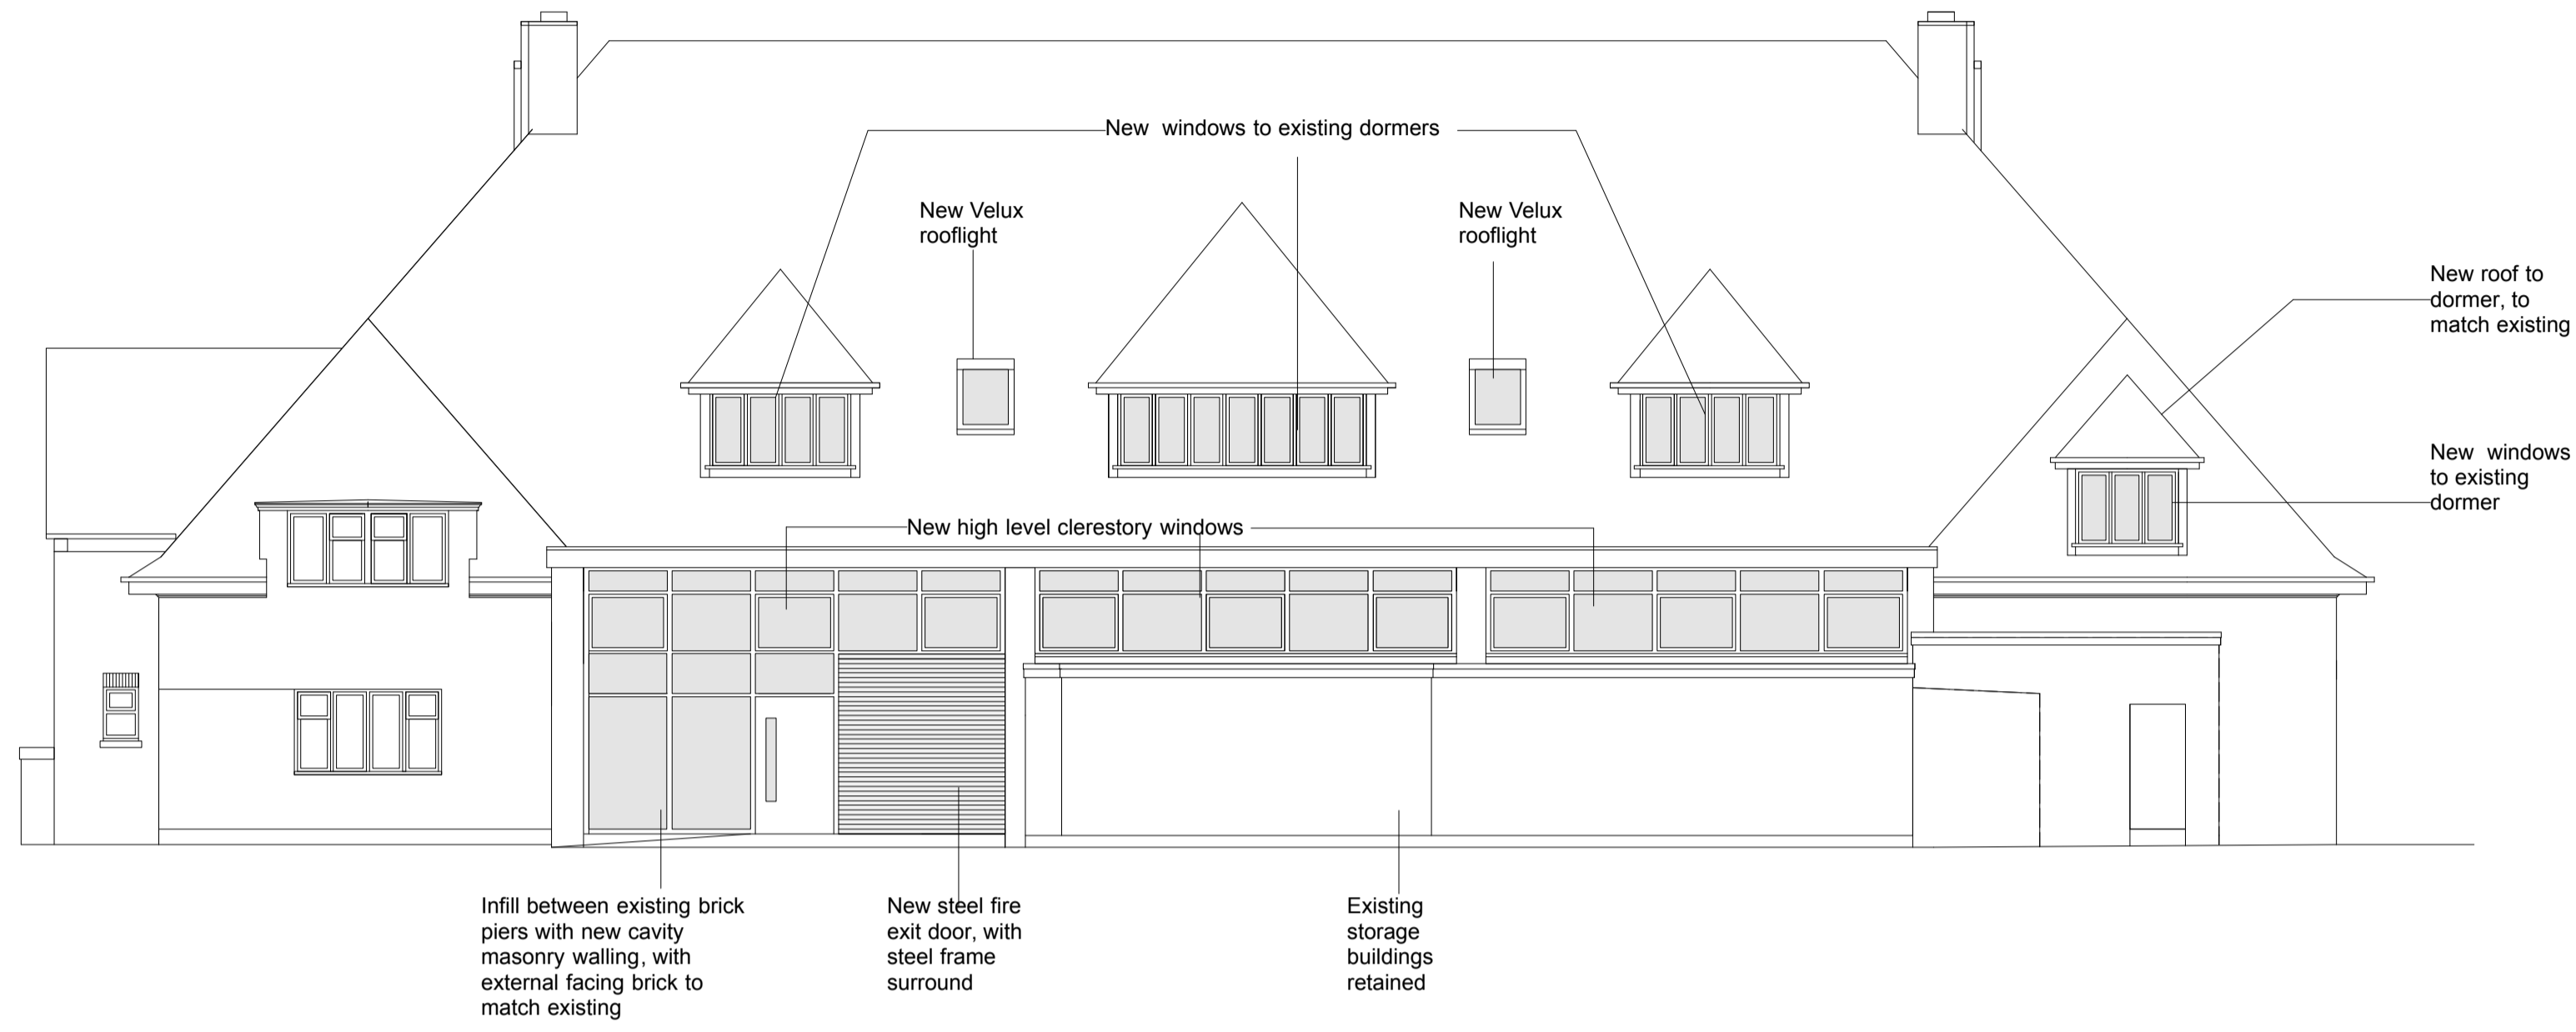 New  windows to existing dormers
New Velux
rooflight
New Velux
rooflight
New roof to
dormer, to
match existing
New  windows
to existing
dormer
New high level clerestory windows
Infill between existing brick
piers with new cavity
masonry walling, with
external facing brick to
match existing
New steel fire
exit door, with
steel frame
surround
Existing
storage
buildings
retained